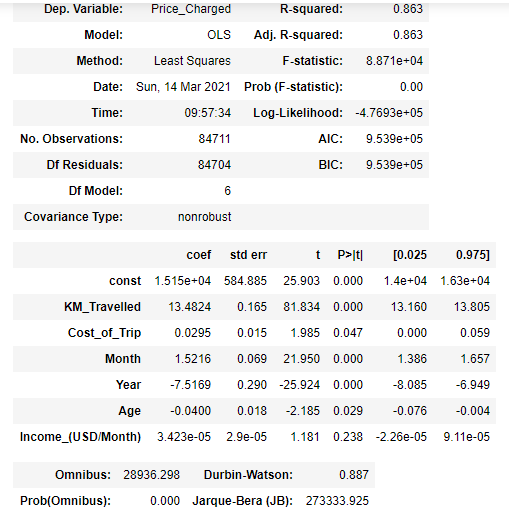 Dep. Variable: Price_Charged R-squared: 0.863
Model: OLS Adj. R-squared: 0.863
Method: Least Squares F-statistic: 8.871e+04
Date: Sun, 14 Mar 2021 Prob (F-statistic): 0.00
Time: 09:57:34 Log-Likelihood: -4.7693e+05
No. Observations: 84711 AIC: 9.539e+05
Df Residuals: 84704 BIC: 9.539e+05
Df Model: 6
Covariance Type: nonrobust
coef std err t P>|t| [0.025 0.975]
const 1.515e+04 584.885 25.903 0.000 1.4e+04 1.63e+04
KM_Travelled 13.4824 0.165 81.834 0.000 13.160 13.805
Cost_of_Trip 0.0295 0.015 1.985 0.047 0.000 0.059
Month 1.5216 0.069 21.950 0.000 1.386 1.657
Year -7.5169 0.290 -25.924 0.000 -8.085 -6.949
Age -0.0400 0.018 -2.185 0.029 -0.076 -0.004
Income_(USD/Month) 3.423e-05 2.9e-05 1.181 0.238 -2.26e-05 9.11e-05
Omnibus: 28936.298 Durbin-Watson: 0.887
Prob(Omnibus): 0.000 Jarque-Bera (JB): 273333.925